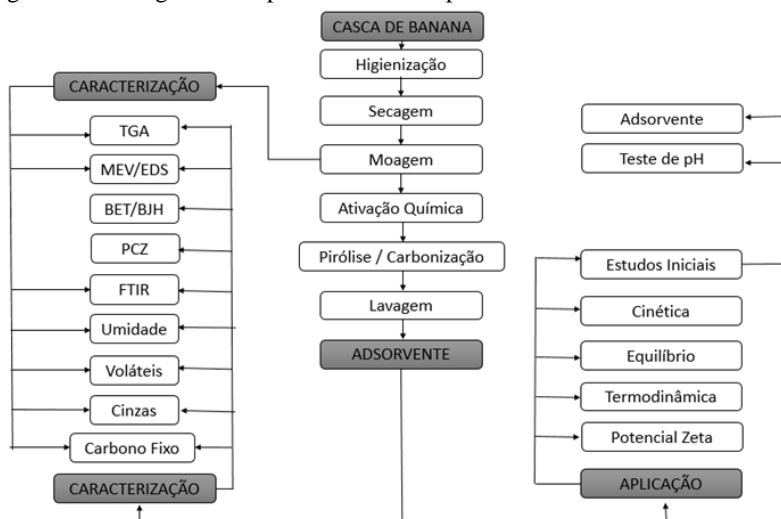 CASCA DE BANANA
Higienização
Secagem
Moagem
Ativação Química
Pirólise / Carbonização
Lavagem
ADSORVENTE
CARACTERIZAÇÃO
TGA
MEV/EDS
BET/BJH
PCZ
FTIR
Umidade
Voláteis
Cinzas
Carbono Fixo
CARACTERIZAÇÃO
Adsorvente
Teste de pH
Estudos Iniciais
Cinética
Equilíbrio
Termodinâmica
Potencial Zeta
APLICAÇÃO